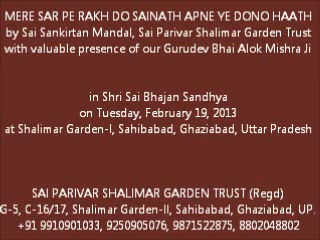 MERE SAR PE RAKH DO SAINATH APNE YE DONO HAATH
by Sai Sankirtan Mandal, Sai Parivar Shalimar Garden Trust
with valuable presence of our Gurudev Bhai Alok Mishra Ji
in Shri Sai Bhajan Sandhya
on Tuesday, February 19, 2013
at Shalimar Garden-I, Sahibabad, Ghaziabad, Uttar Pradesh
SAI PARIVAR SHALIMAR GARDEN TRUST (Regd)
G-5, C-16/17, Shalimar Garden-II, Sahibabad, Ghaziabad, UP.
+91 9910901033, 9250905076, 9871522875, 8802048802